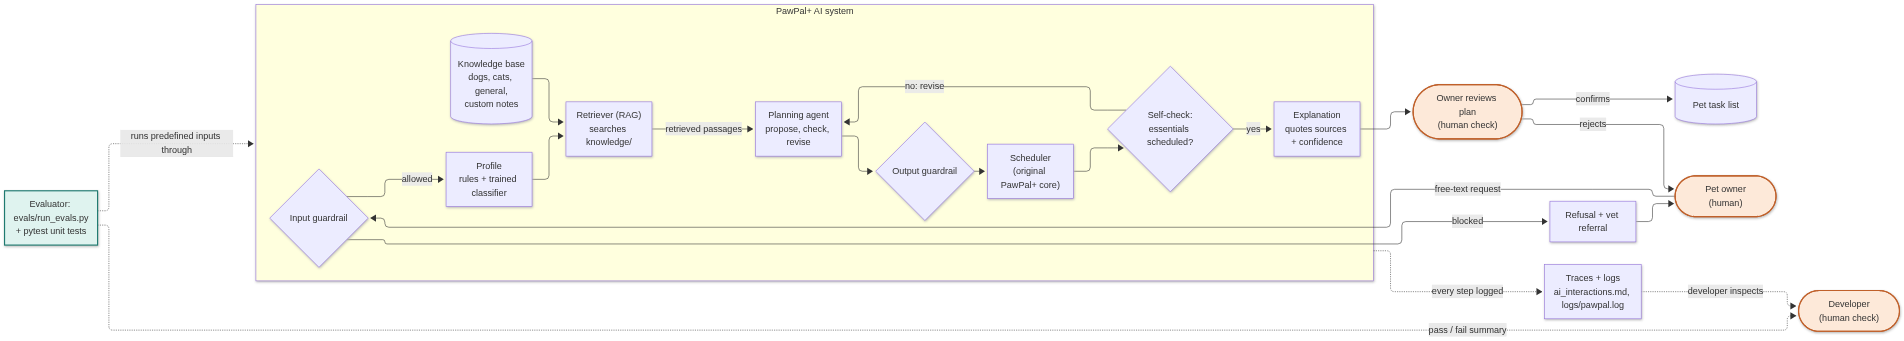 PawPal+ AI system
runs predefined inputs
through
Evaluator:
evals/run_evals.py
+ pytest unit tests
Input guardrail
allowed
Knowledge base
dogs, cats,
general,
custom notes
Profile
rules + trained
classifier
Retriever (RAG)
searches
knowledge/
retrieved passages
Planning agent
propose, check,
revise
no: revise
Output guardrail
Scheduler
(original
PawPal+ core)
Self-check:
essentials
scheduled?
yes
Explanation
quotes sources
+ confidence
Owner reviews
plan
(human check)
confirms
rejects
Pet task list
free-text request
Pet owner
(human)
blocked
Refusal + vet
referral
every step logged
Traces + logs
ai_interactions.md,
logs/pawpal.log
developer inspects
Developer
(human check)
pass / fail summary